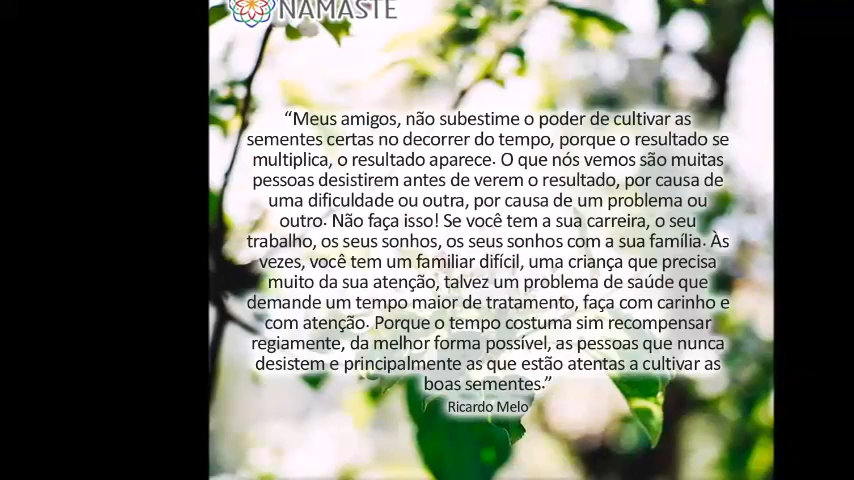 NAMASTE
“Meus amigos, não subestime o poder de cultivar as
sementes certas no decorrer do tempo, porque o resultado se
multiplica, o resultado aparece. O que nós vemos são muitas
pessoas desistirem antes de verem o resultado, por causa de
uma dificuldade ou outra, por causa de um problema ou
outro. Não faça isso! Se você tem a sua carreira, o seu
trabalho, os seus sonhos, os seus sonhos com a sua família. Às
vezes, você tem um familiar difícil, uma criança que precisa
muito da sua atenção, talvez um problema de saúde que
demande um tempo maior de tratamento, faça com carinho e
com atenção. Porque o tempo costuma sim recompensar
regiamente, da melhor forma possível, as pessoas que nunca
desistem e principalmente as que estão atentas a cultivar as
boas sementes.”
Ricardo Melo